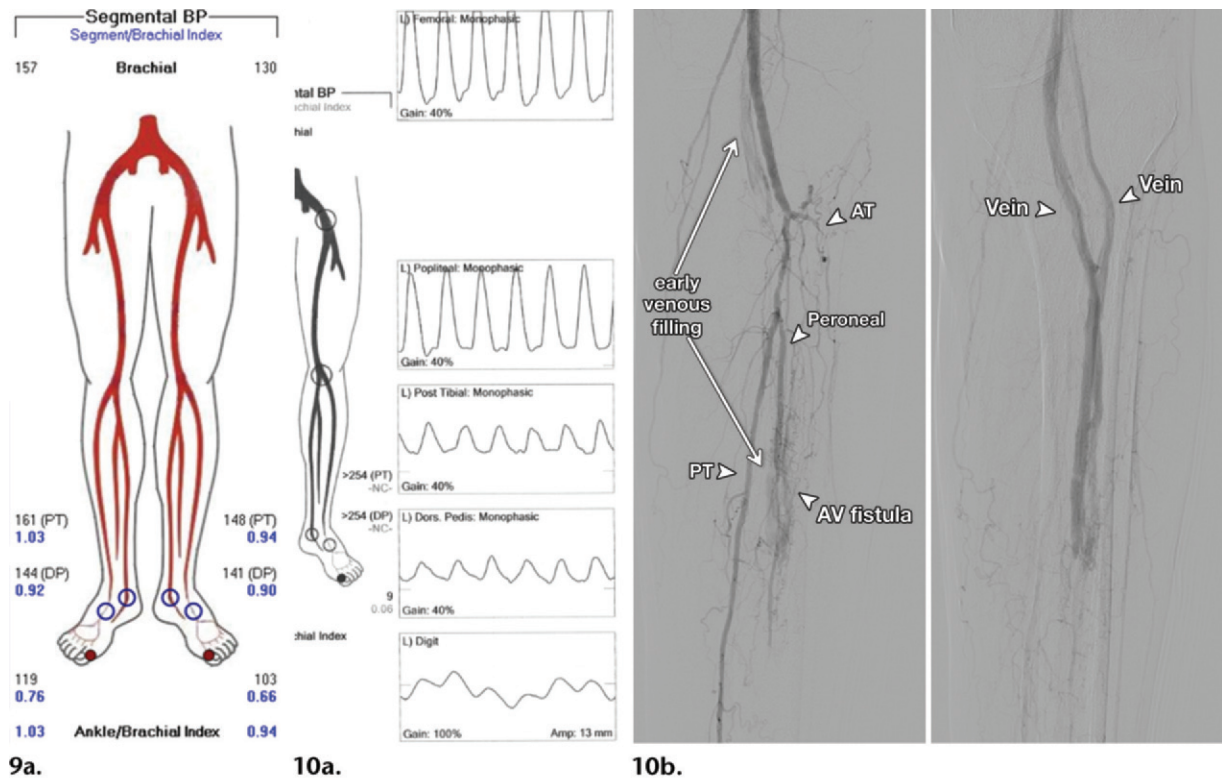 Segmental BP
Segment/Brachial Index
157 Brachial 130
161 (PT) 148 (PT)
1.03 0.94
144 (DP) 141 (DP)
0.92 0.90
119 103
0.76 0.66
1.03 Ankle/Brachial Index 0.94
9a.
ntal BP
achial Index
hial
>254 (PT)
-NC-
>254 (DP)
-NC-
9
0.06
chial Index
L) Femoral: Monophasic
Gain: 40%
L) Popliteal: Monophasic
Gain: 40%
L) Post Tibial: Monophasic
Gain: 40%
L) Dors. Pedis: Monophasic
Gain: 40%
L) Digit
Gain: 100% Amp: 13 mm
10a.
AT
early
venous
filling
Peroneal
PT
AV fistula
Vein
Vein
10b.